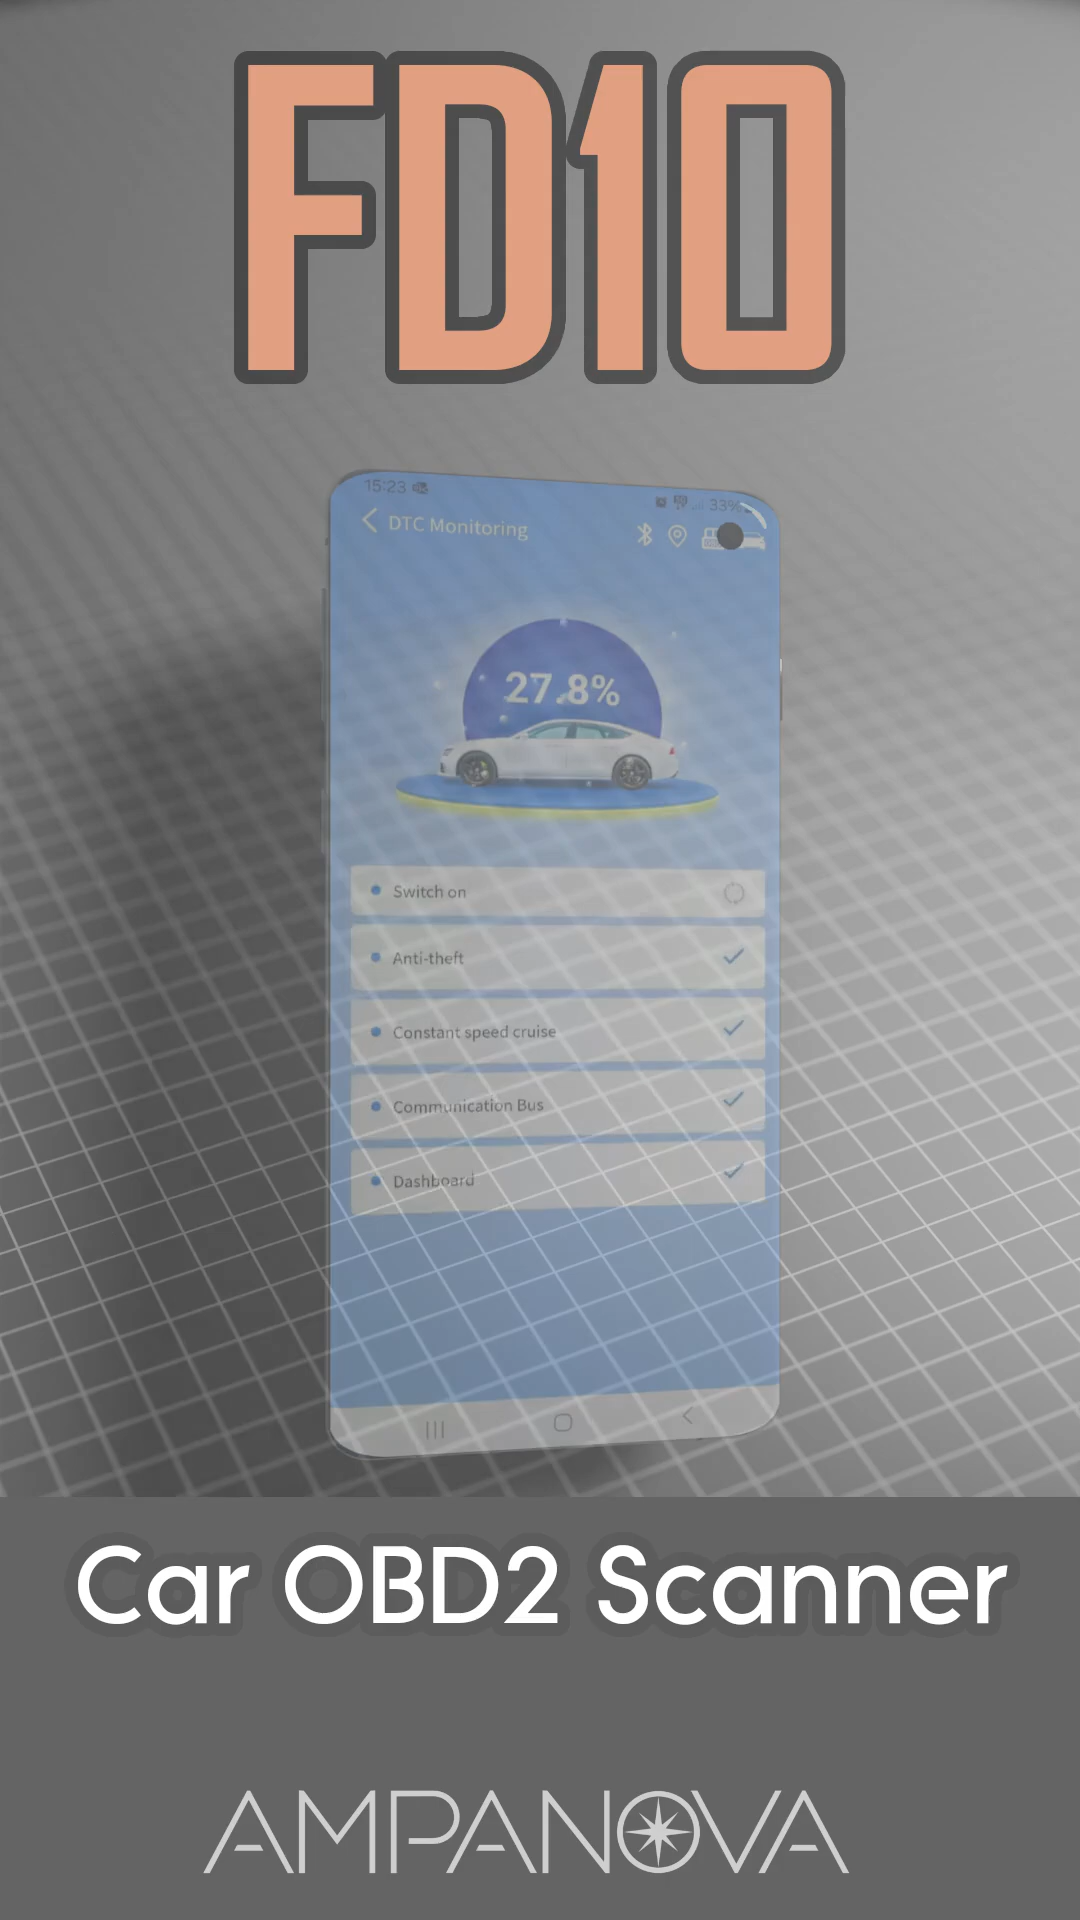 FD10
15:23 33%
DTC Monitoring
27.8%
Switch on
Anti-theft
Constant speed cruise
Communication Bus
Dashboard
Car OBD2 Scanner
AMPANOVA